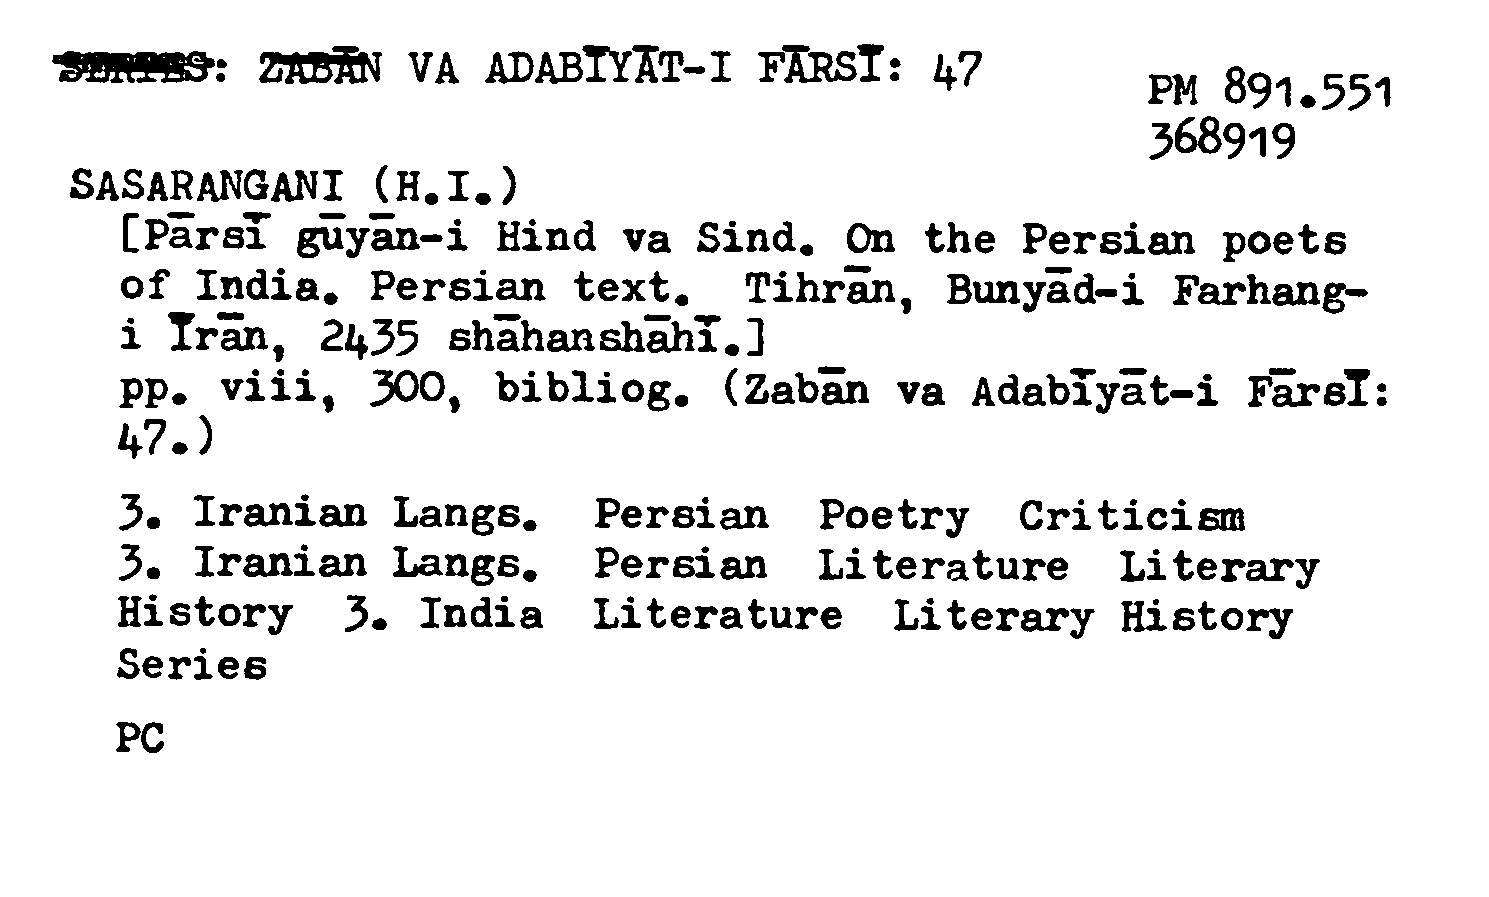 SERIES: ZABĀN VA ADABĪYĀT-I FĀRSĪ: 47
PM 891.551
368919
SASARANGANI (H.I.)
[Pārsī gūyān-i Hind va Sind. On the Persian poets
of India. Persian text. Tihrān, Bunyād-i Farhang-
i Īrān, 2435 shāhanshāhī.]
pp. viii, 300, bibliog. (Zabān va Adabīyāt-i Fārsī:
47.)
3. Iranian Langs. Persian Poetry Criticism
3. Iranian Langs. Persian Literature Literary
History 3. India Literature Literary History
Series
PC